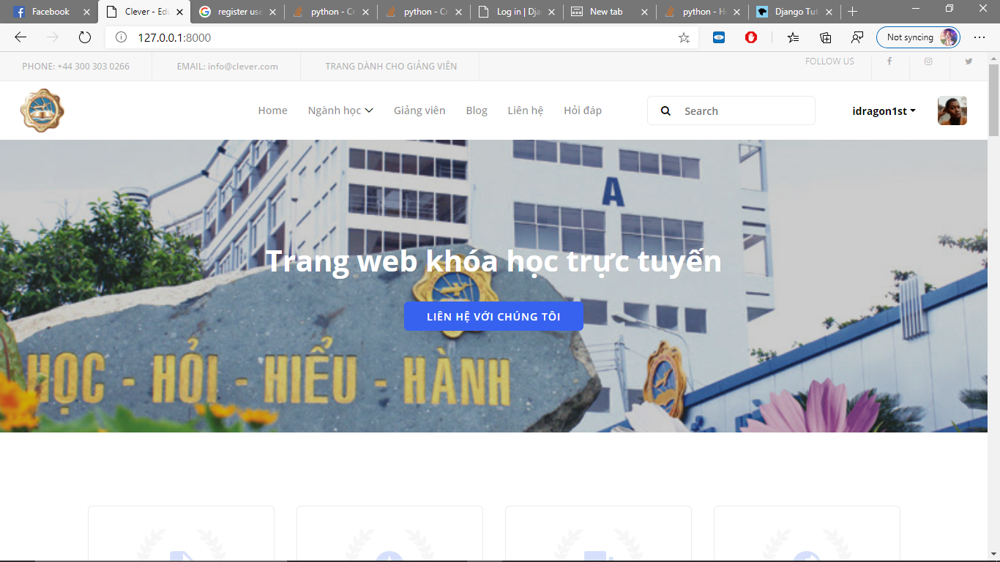 Facebook
Clever - Edu
register use
python - Cr
python - Cr
Log in | Dja
New tab
python - H
Django Tut
127.0.0.1:8000
Not syncing
PHONE: +44 300 303 0266
EMAIL: info@clever.com
TRANG DÀNH CHO GIẢNG VIÊN
FOLLOW US
Home
Ngành học
Giảng viên
Blog
Liên hệ
Hỏi đáp
Search
idragon1st
A
Trang web khóa học trực tuyến
LIÊN HỆ VỚI CHÚNG TÔI
HỌC - HỎI - HIỂU - HÀNH